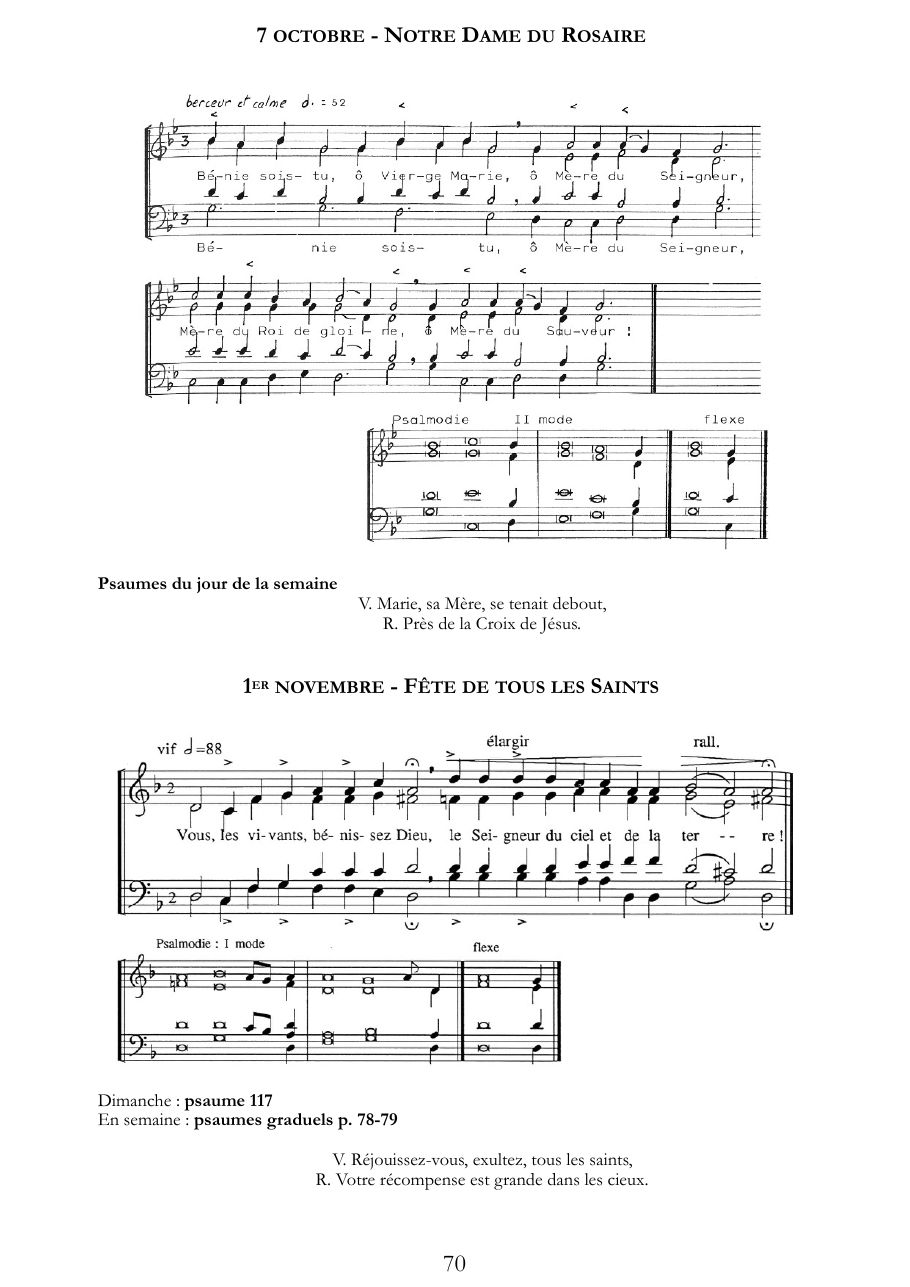 7 OCTOBRE - NOTRE DAME DU ROSAIRE
berceur et calme 𝅗𝅥. = 52
3
Bé-nie sois-tu, ô Vier-ge Ma-rie, ô Mè-re du Sei-gneur,
3
Bé- nie sois- tu, ô Mè-re du Sei-gneur,
Mè-re du Roi de gloi - re, ô Mè-re du Sau-veur !
Psalmodie II mode flexe
Psaumes du jour de la semaine
V. Marie, sa Mère, se tenait debout,
R. Près de la Croix de Jésus.
1ER NOVEMBRE - FÊTE DE TOUS LES SAINTS
vif 𝅗𝅥 =88 élargir rall.
2
Vous, les vi-vants, bé-nis-sez Dieu, le Sei-gneur du ciel et de la ter - - re !
2
Psalmodie : I mode flexe
Dimanche : psaume 117
En semaine : psaumes graduels p. 78-79
V. Réjouissez-vous, exultez, tous les saints,
R. Votre récompense est grande dans les cieux.
70